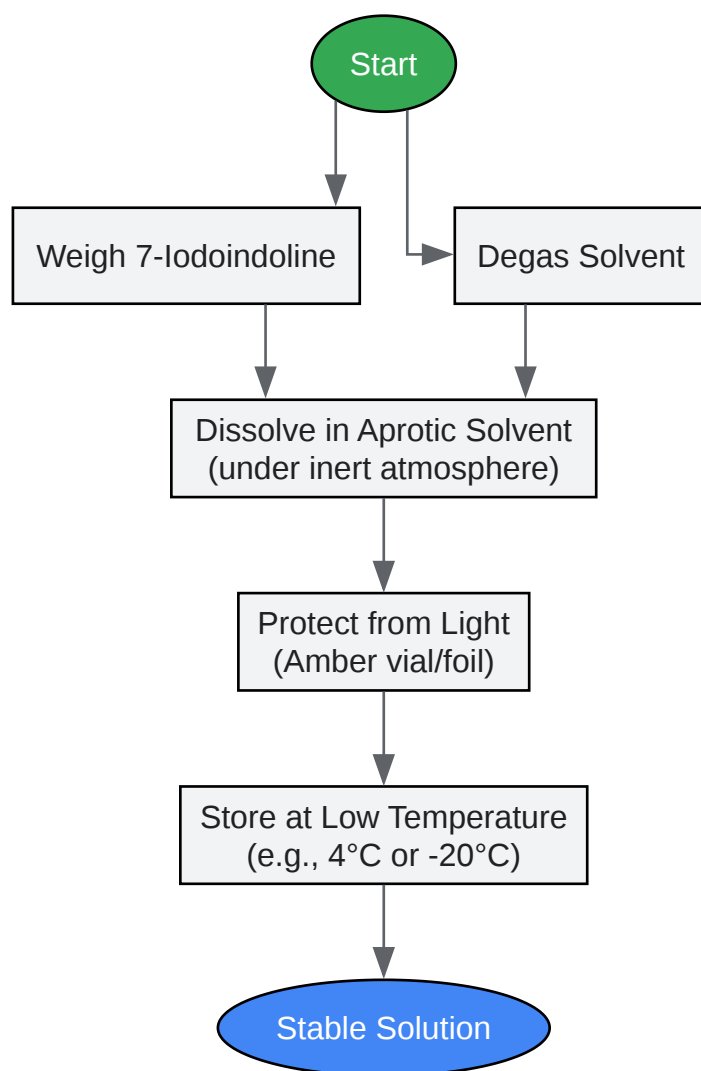 Start
Weigh 7-Iodoindoline
Degas Solvent
Dissolve in Aprotic Solvent
(under inert atmosphere)
Protect from Light
(Amber vial/foil)
Store at Low Temperature
(e.g., 4°C or -20°C)
Stable Solution